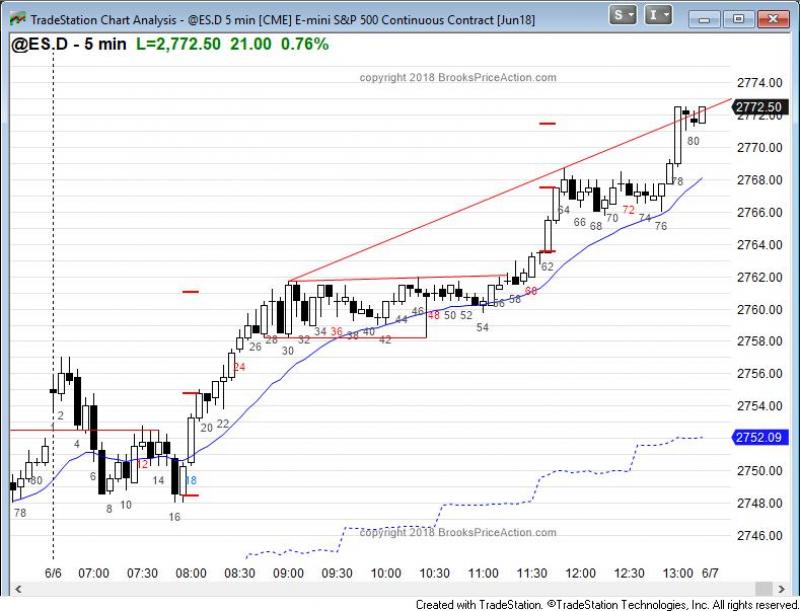 TradeStation Chart Analysis - @ES.D 5 min [CME] E-mini S&P 500 Continuous Contract [Jun18]
S I
@ES.D - 5 min L=2,772.50 21.00 0.76%
copyright 2018 BrooksPriceAction.com
2774.00
2772.50
2772.00
2770.00
80
78
2768.00
64 66 68 70 72 74 76
2766.00
2764.00
62
2762.00
60
2760.00
26 28 30 32 34 36 38 40 42 44 46 48 50 52 54 56 58
2758.00
24
2756.00
2 20 22
2754.00
2752.09
4
2750.00
80 78 6 8 10 12 14 16 18
2748.00
copyright 2018 BrooksPriceAction.com
2746.00
6/6 07:00 07:30 08:00 08:30 09:00 09:30 10:00 10:30 11:00 11:30 12:00 12:30 13:00 6/7
Created with TradeStation. ©TradeStation Technologies, Inc. All rights reserved.